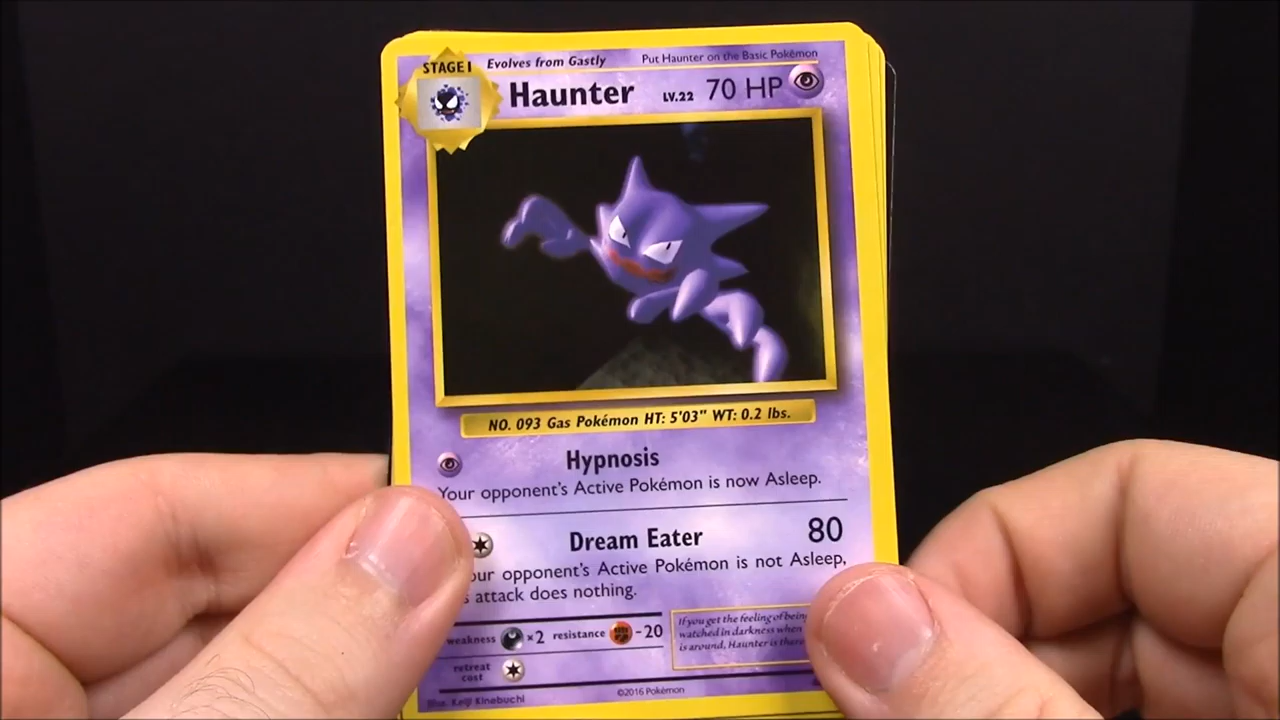 STAGE 1 Evolves from Gastly Put Haunter on the Basic Pokémon
Haunter LV.22 70 HP
NO. 093 Gas Pokémon HT: 5'03" WT: 0.2 lbs.
Hypnosis
Your opponent's Active Pokémon is now Asleep.
Dream Eater 80
our opponent's Active Pokémon is not Asleep,
s attack does nothing.
weakness ×2 resistance -20
If you get the feeling of being
watched in darkness when
is around, Haunter is there
retreat
cost
Illus. Keiji Kinebuchi ©2016 Pokémon